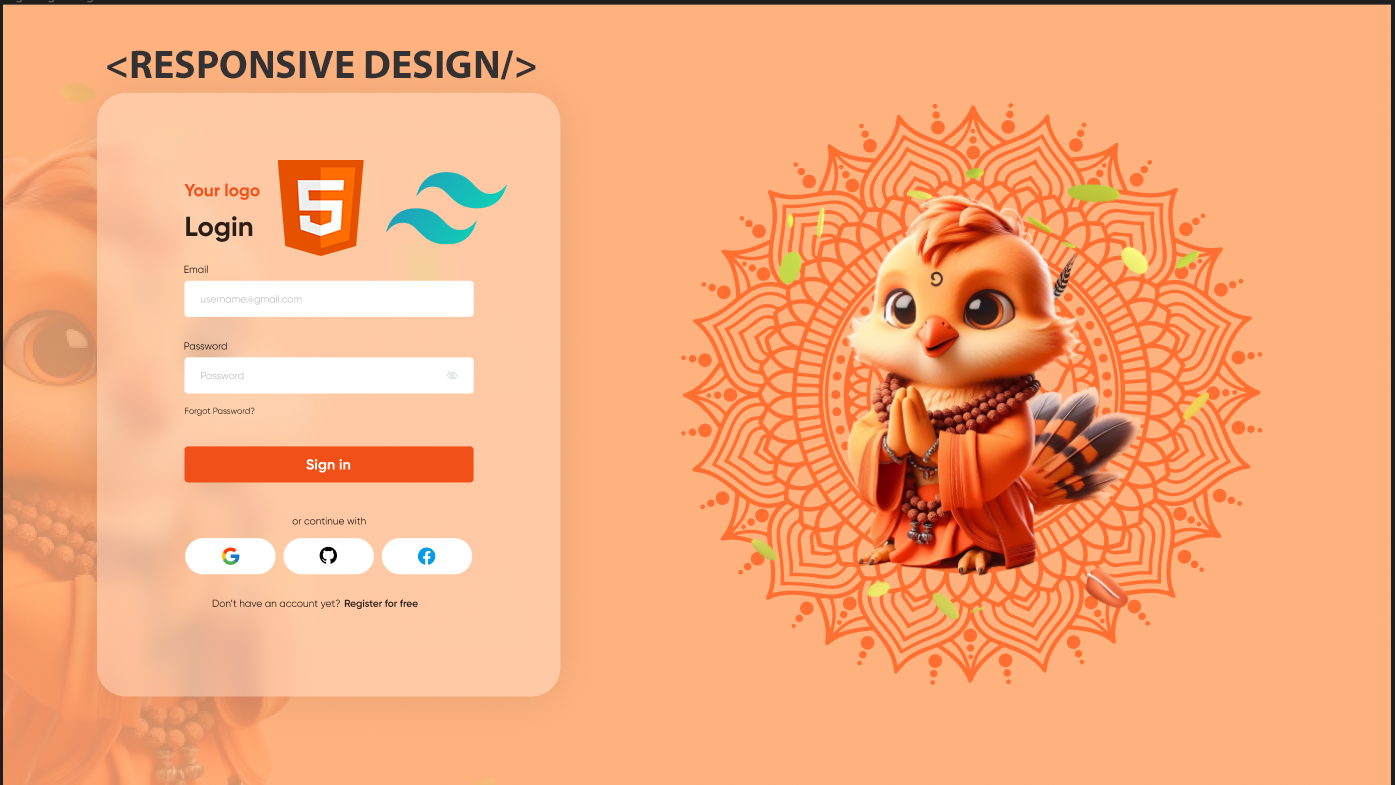 <RESPONSIVE DESIGN/>
Your logo
Login
5
Email
username@gmail.com
Password
Password
Forgot Password?
Sign in
or continue with
Don't have an account yet? Register for free